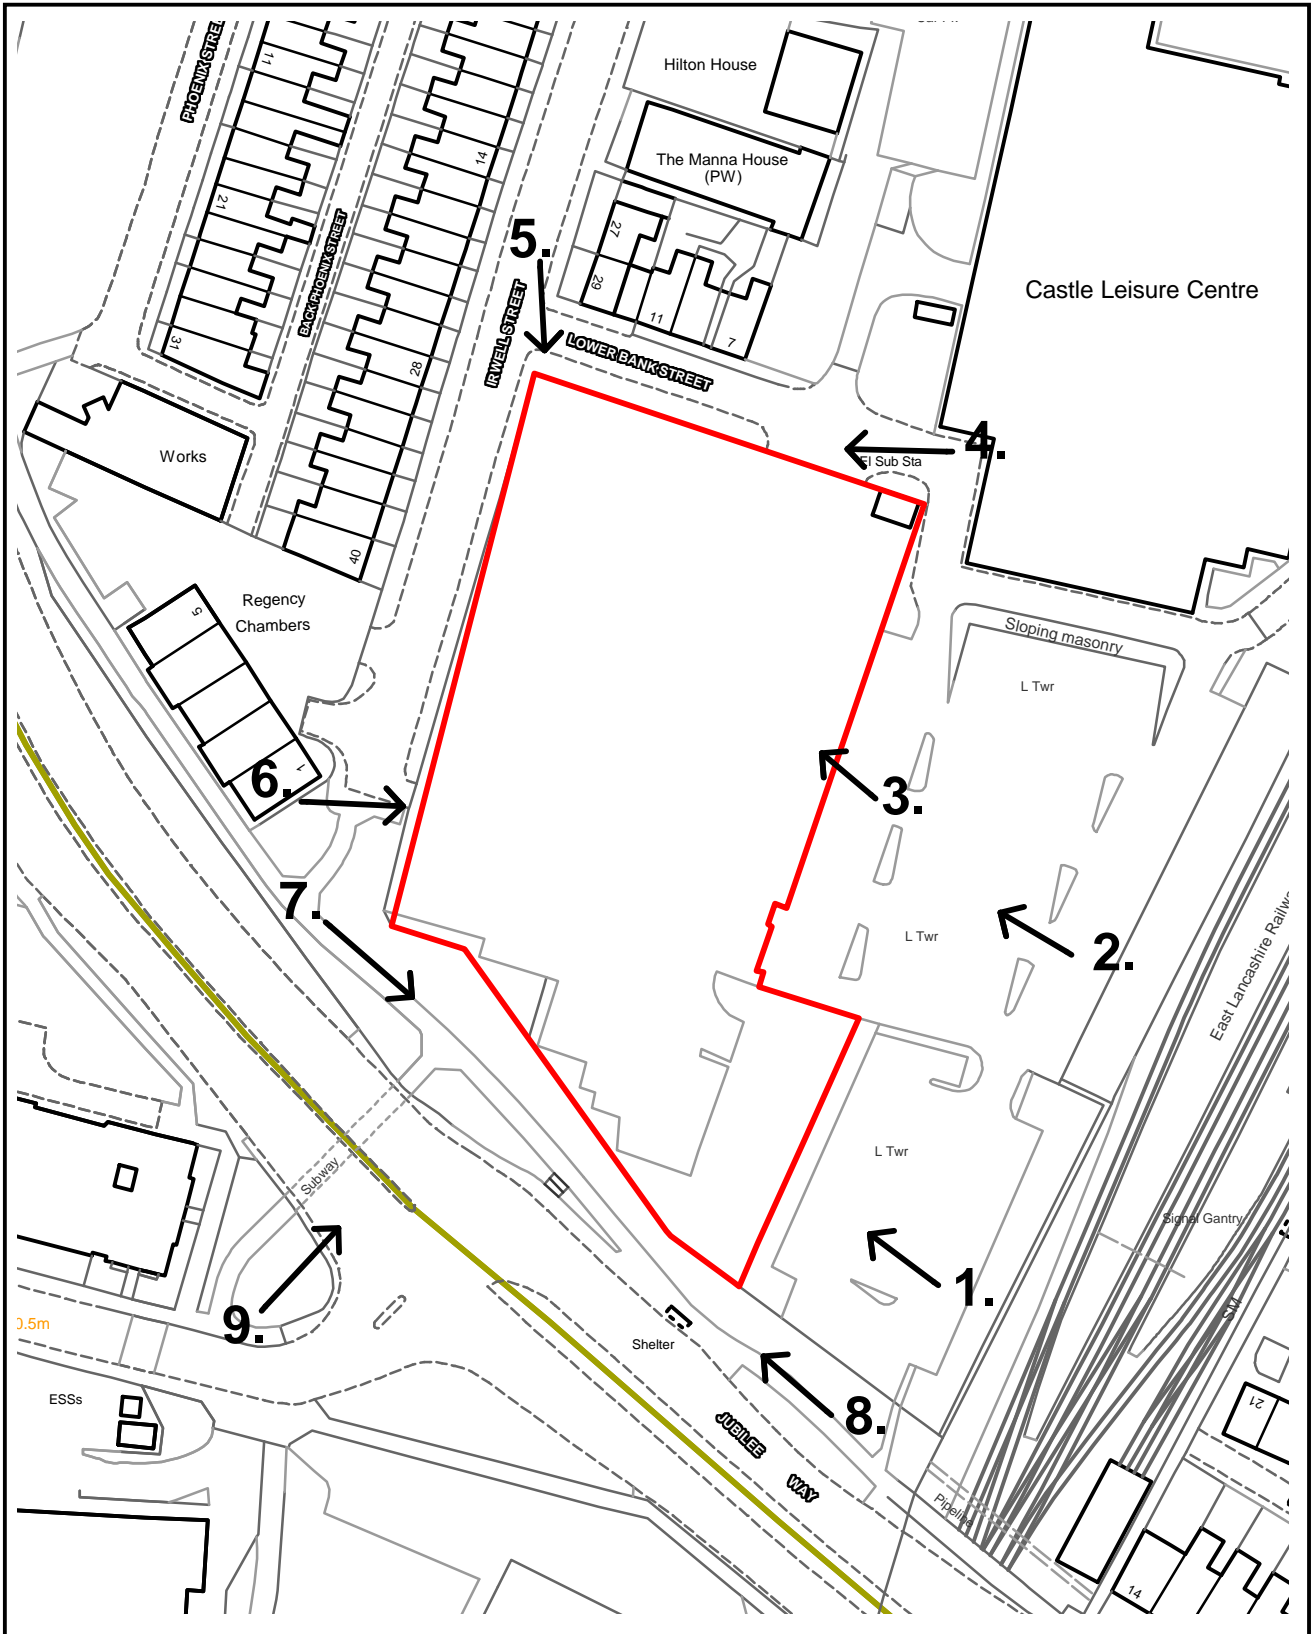 PHOENIX STREET
11
Hilton House
The Manna House
(PW)
14
21
27
BACK PHOENIX STREET
5.
29
11
7
Castle Leisure Centre
IRWELL STREET
LOWER BANK STREET
31
28
4.
El Sub Sta
Works
40
Regency
Chambers
5
Sloping masonry
L Twr
1
6.
3.
7.
L Twr
2.
East Lancashire Railway
Subway
L Twr
Signal Gantry
1.
SM
9.
0.5m
Shelter
ESSs
8.
21
JUBILEE
WAY
Pipeline
14